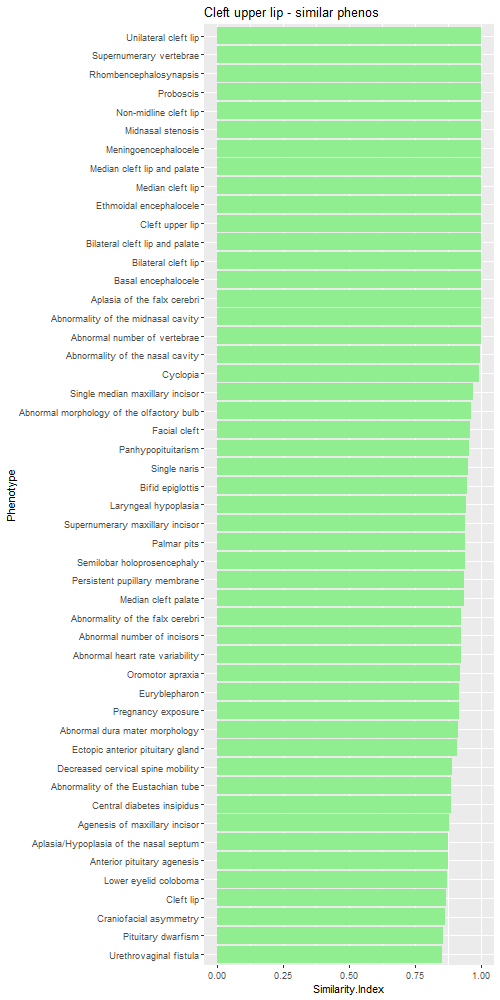 Cleft upper lip - similar phenos
Unilateral cleft lip
Supernumerary vertebrae
Rhombencephalosynapsis
Proboscis
Non-midline cleft lip
Midnasal stenosis
Meningoencephalocele
Median cleft lip and palate
Median cleft lip
Ethmoidal encephalocele
Cleft upper lip
Bilateral cleft lip and palate
Bilateral cleft lip
Basal encephalocele
Aplasia of the falx cerebri
Abnormality of the midnasal cavity
Abnormal number of vertebrae
Abnormality of the nasal cavity
Cyclopia
Single median maxillary incisor
Abnormal morphology of the olfactory bulb
Facial cleft
Panhypopituitarism
Single naris
Bifid epiglottis
Laryngeal hypoplasia
Supernumerary maxillary incisor
Palmar pits
Semilobar holoprosencephaly
Persistent pupillary membrane
Median cleft palate
Abnormality of the falx cerebri
Abnormal number of incisors
Abnormal heart rate variability
Oromotor apraxia
Euryblepharon
Pregnancy exposure
Abnormal dura mater morphology
Ectopic anterior pituitary gland
Decreased cervical spine mobility
Abnormality of the Eustachian tube
Central diabetes insipidus
Agenesis of maxillary incisor
Aplasia/Hypoplasia of the nasal septum
Anterior pituitary agenesis
Lower eyelid coloboma
Cleft lip
Craniofacial asymmetry
Pituitary dwarfism
Urethrovaginal fistula
Phenotype
0.00 0.25 0.50 0.75 1.00
Similarity.Index